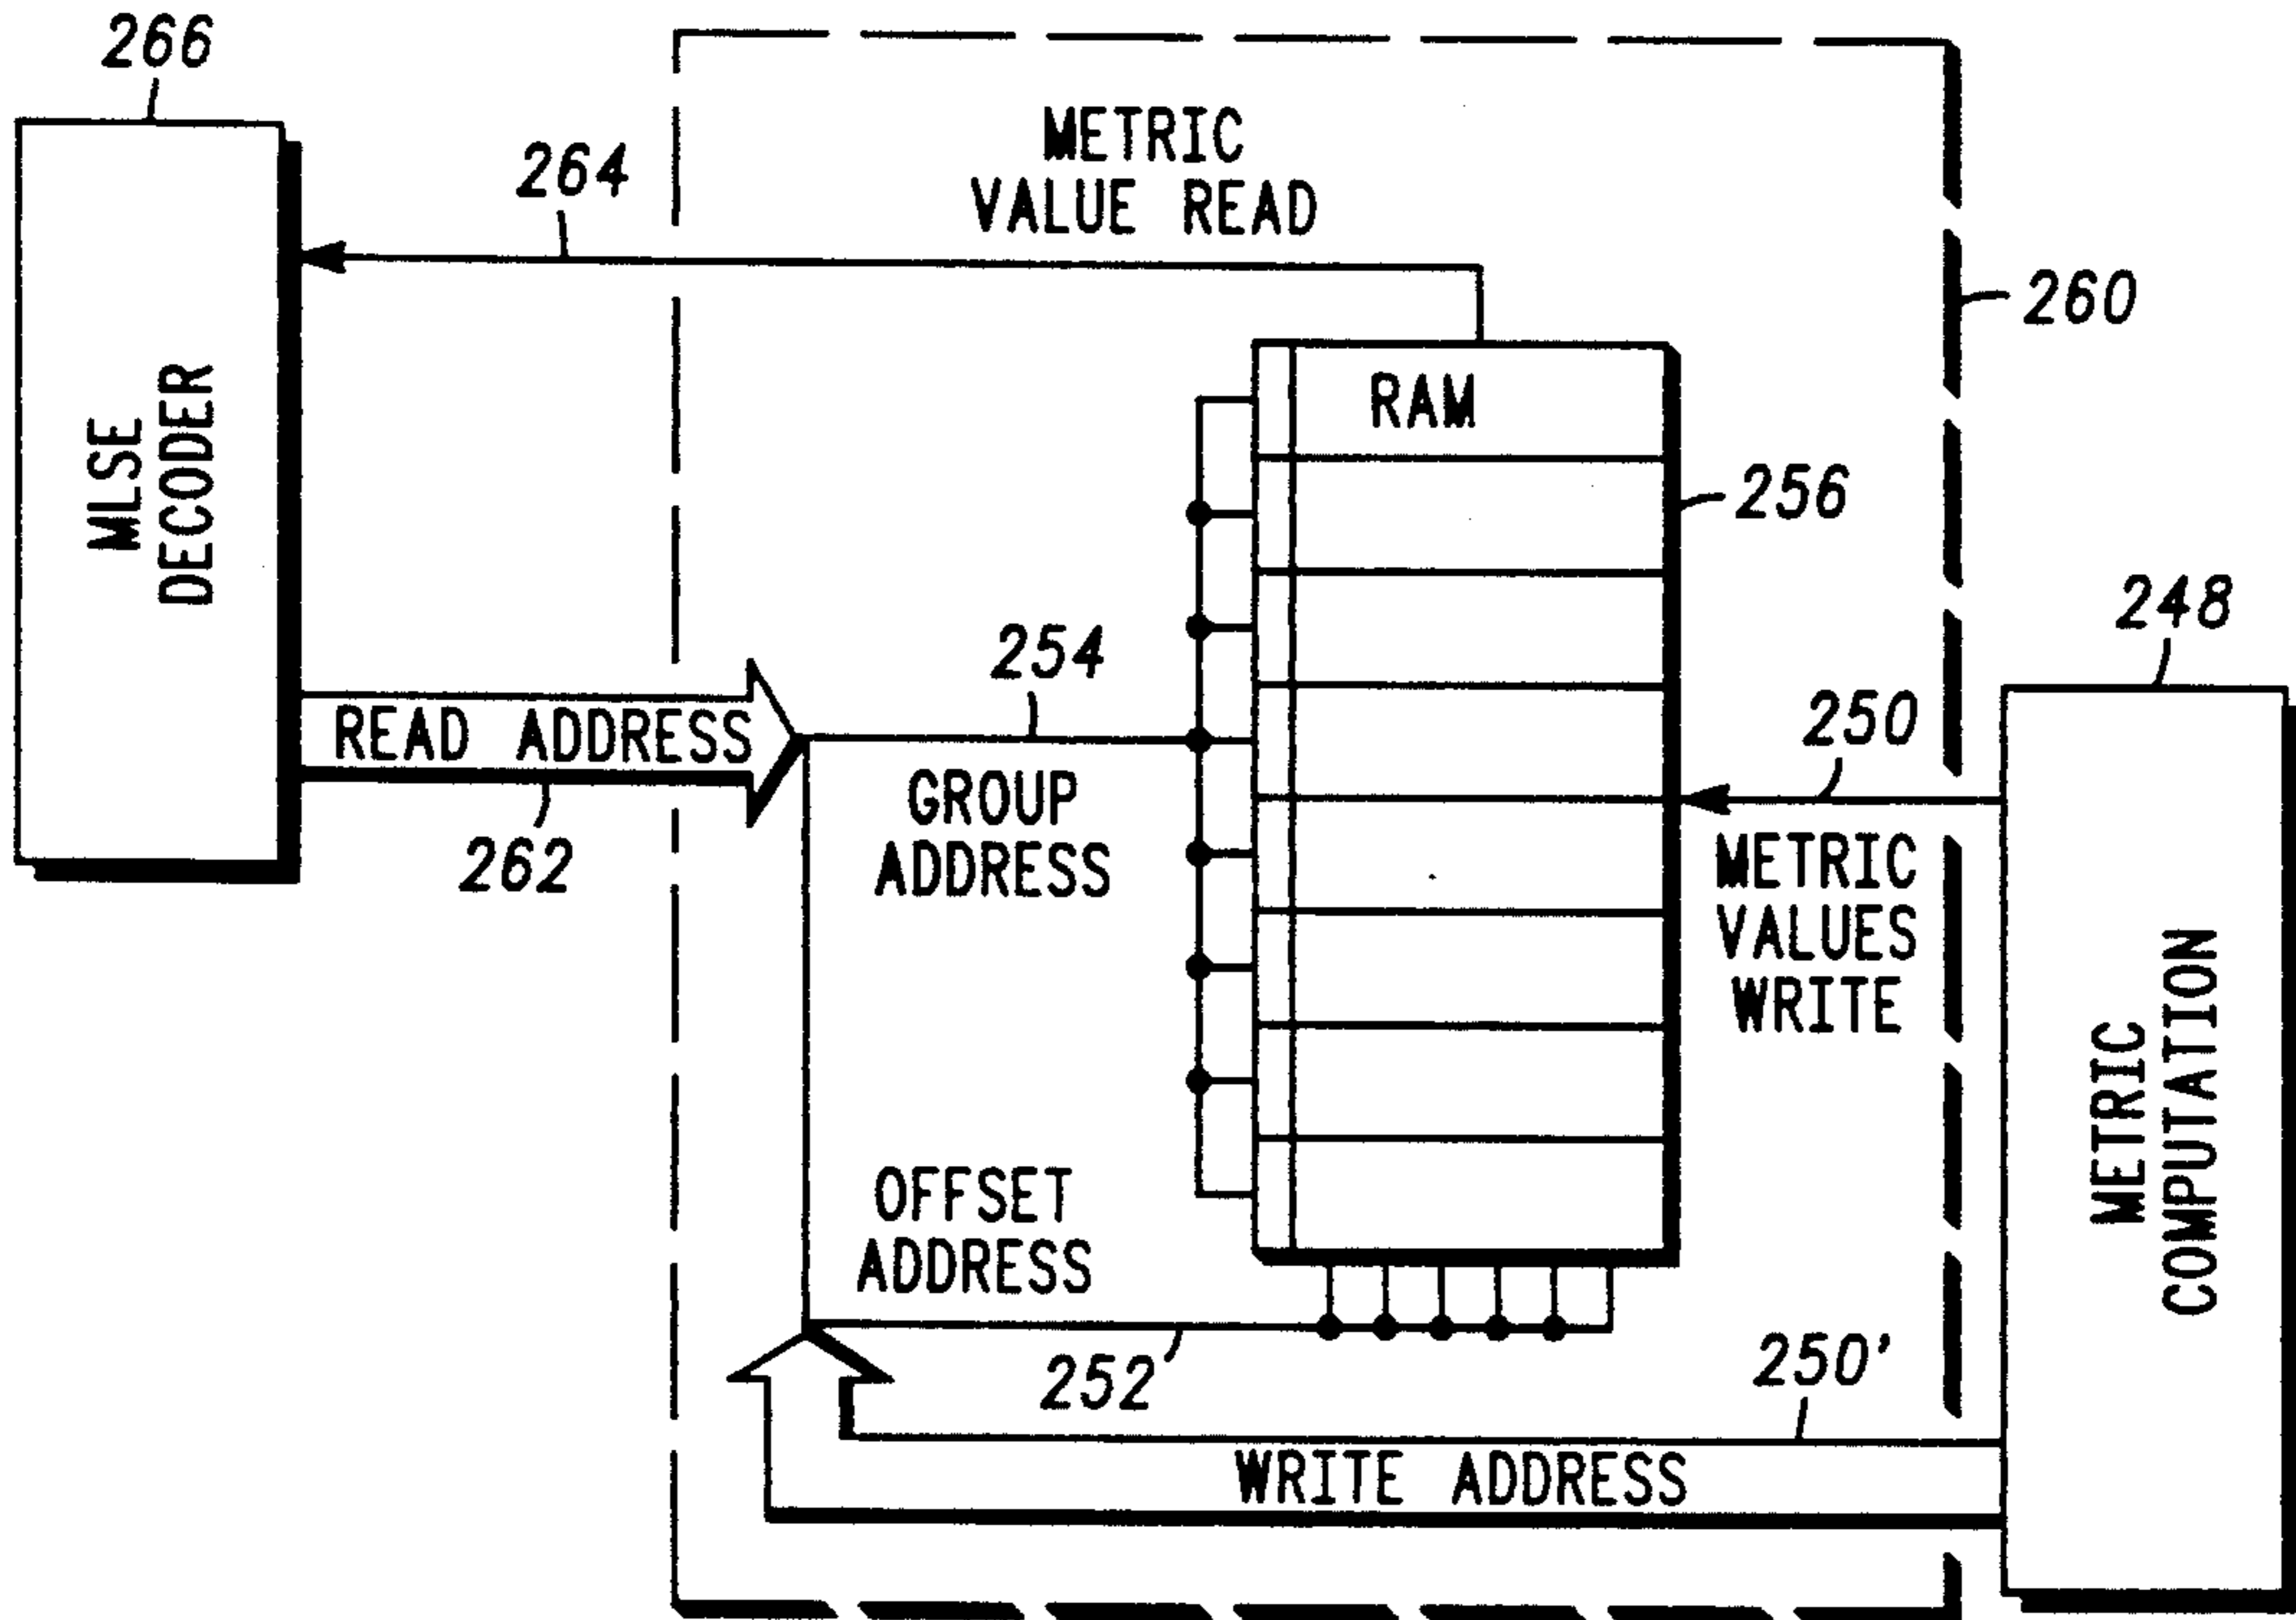 266
METRIC
VALUE READ
264
260
MLSE
DECODER
RAM
256
248
254
250
READ ADDRESS
GROUP
ADDRESS
262
METRIC
VALUES
WRITE
METRIC
COMPUTATION
OFFSET
ADDRESS
252
250'
WRITE ADDRESS